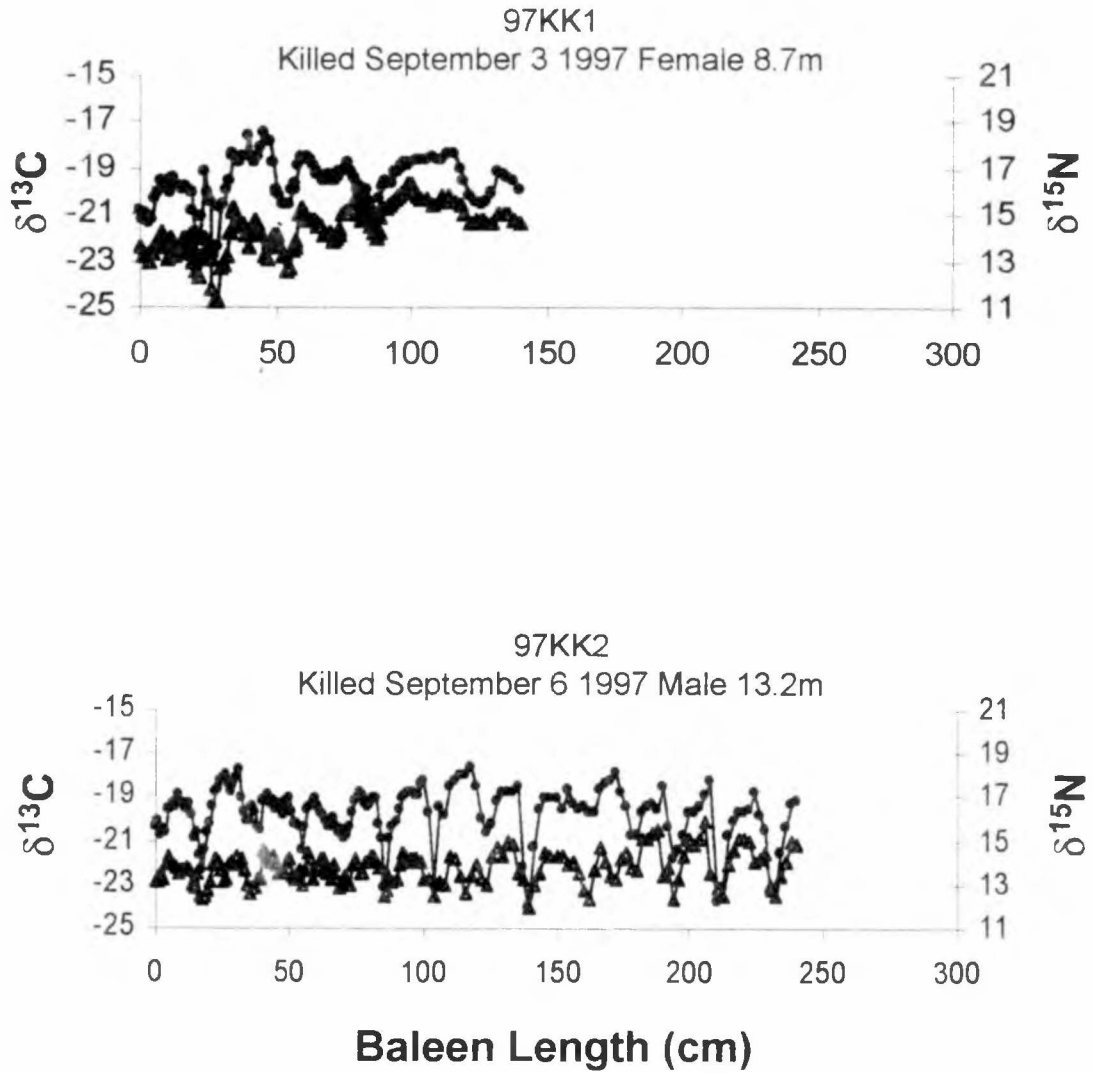 97KK1
Killed September 3 1997 Female 8.7m
-15
-17
-19
-21
-23
-25
δ13C
21
19
17
15
13
11
δ15N
0 50 100 150 200 250 300
97KK2
Killed September 6 1997 Male 13.2m
-15
-17
-19
-21
-23
-25
δ13C
21
19
17
15
13
11
δ15N
0 50 100 150 200 250 300
Baleen Length (cm)